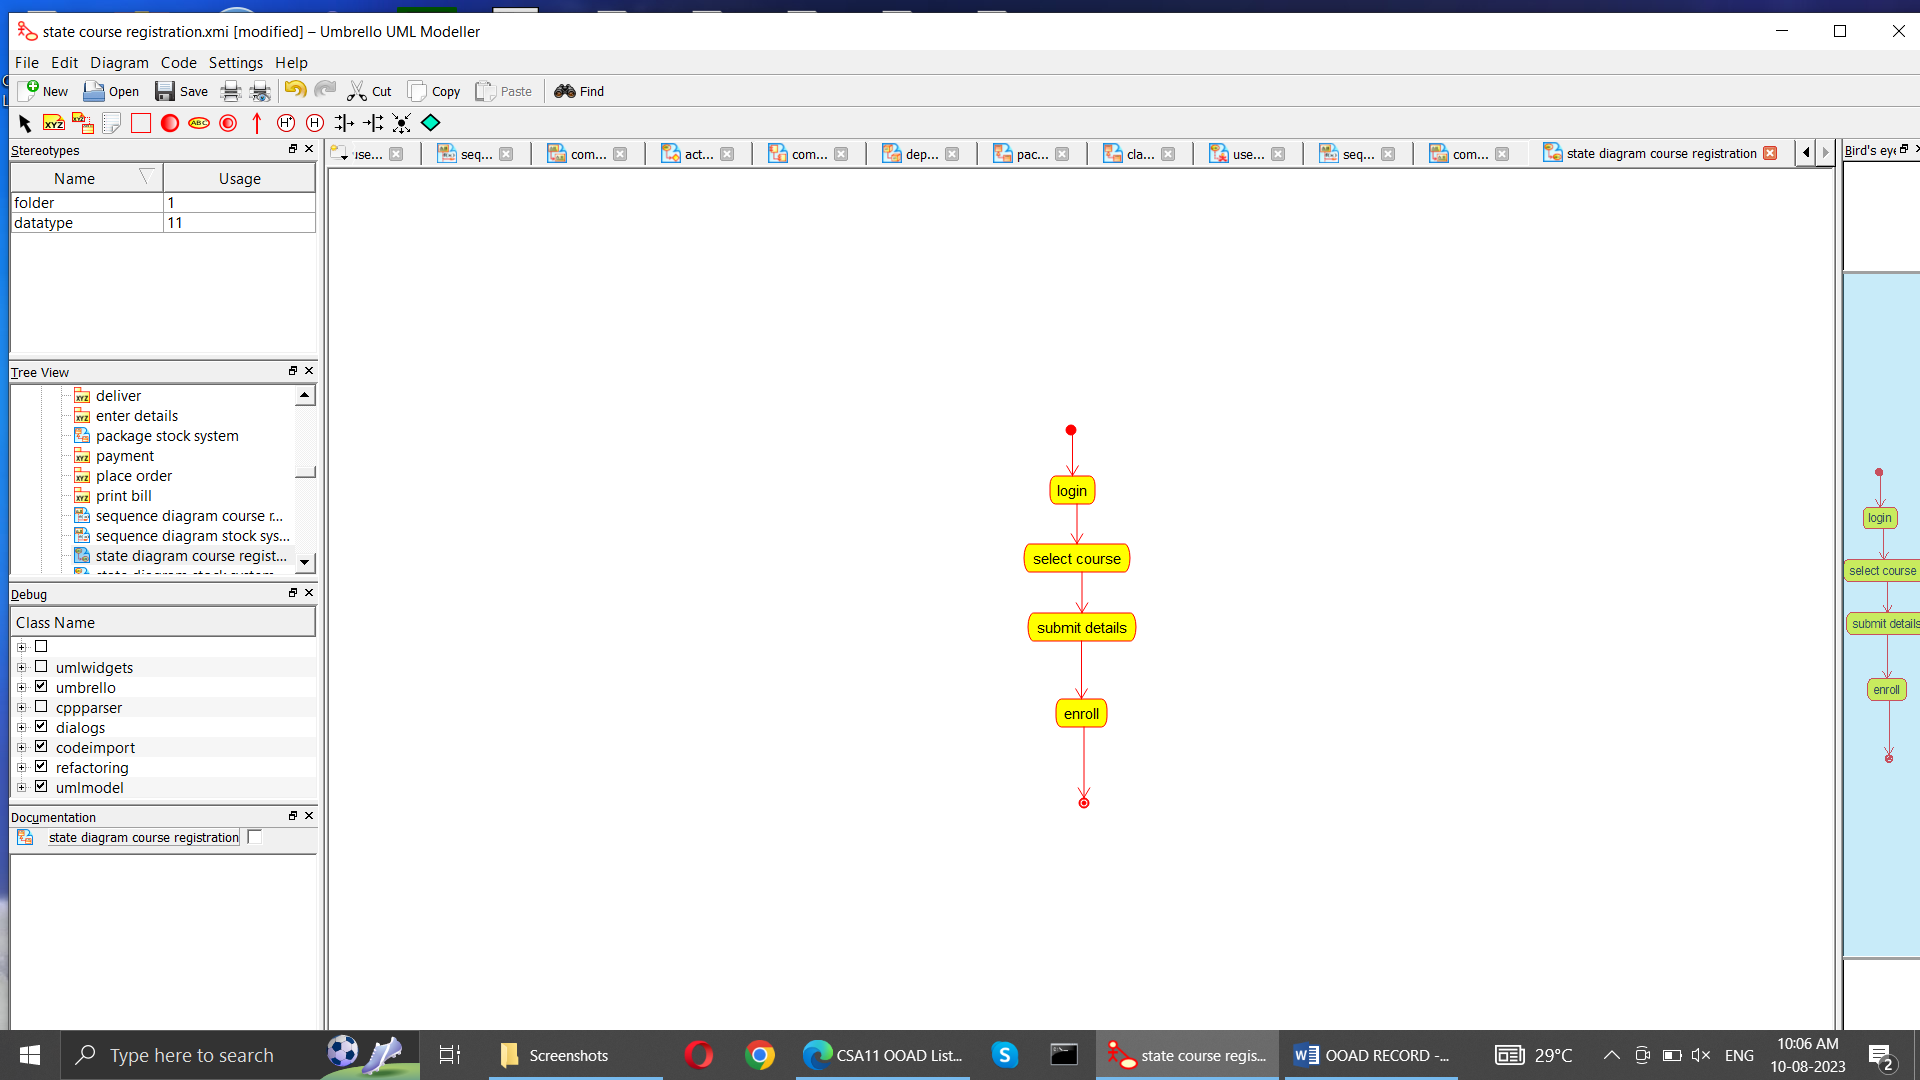 state course registration.xmi [modified] – Umbrello UML Modeller
File Edit Diagram Code Settings Help
New Open Save Cut Copy Paste Find
XYZ ABC H* H
Stereotypes
Name Usage
folder 1
datatype 11
Tree View
deliver
enter details
package stock system
payment
place order
print bill
sequence diagram course r...
sequence diagram stock sys...
state diagram course regist...
Debug
Class Name
umlwidgets
umbrello
cppparser
dialogs
codeimport
refactoring
umlmodel
Documentation
state diagram course registration
use... seq... com... act... com... dep... pac... cla... use... seq... com... state diagram course registration
login
select course
submit details
enroll
Bird's eye
login
select course
submit details
enroll
Type here to search
Screenshots
CSA11 OOAD List...
state course regis...
OOAD RECORD -...
29°C
ENG
10:06 AM
10-08-2023
2